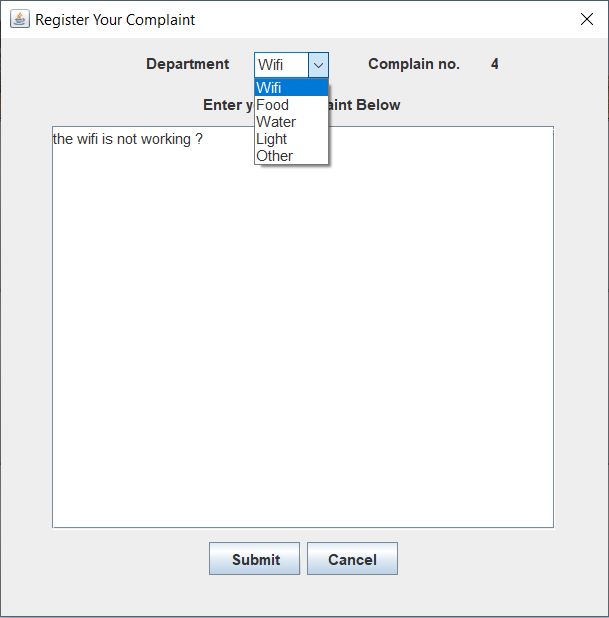 Register Your Complaint
Department Wifi Complain no. 4
Wifi
Food
Water
Light
Other
Enter y aint Below
the wifi is not working ?
Submit Cancel